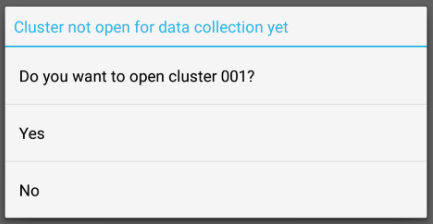 Cluster not open for data collection yet
Do you want to open cluster 001?
Yes
No